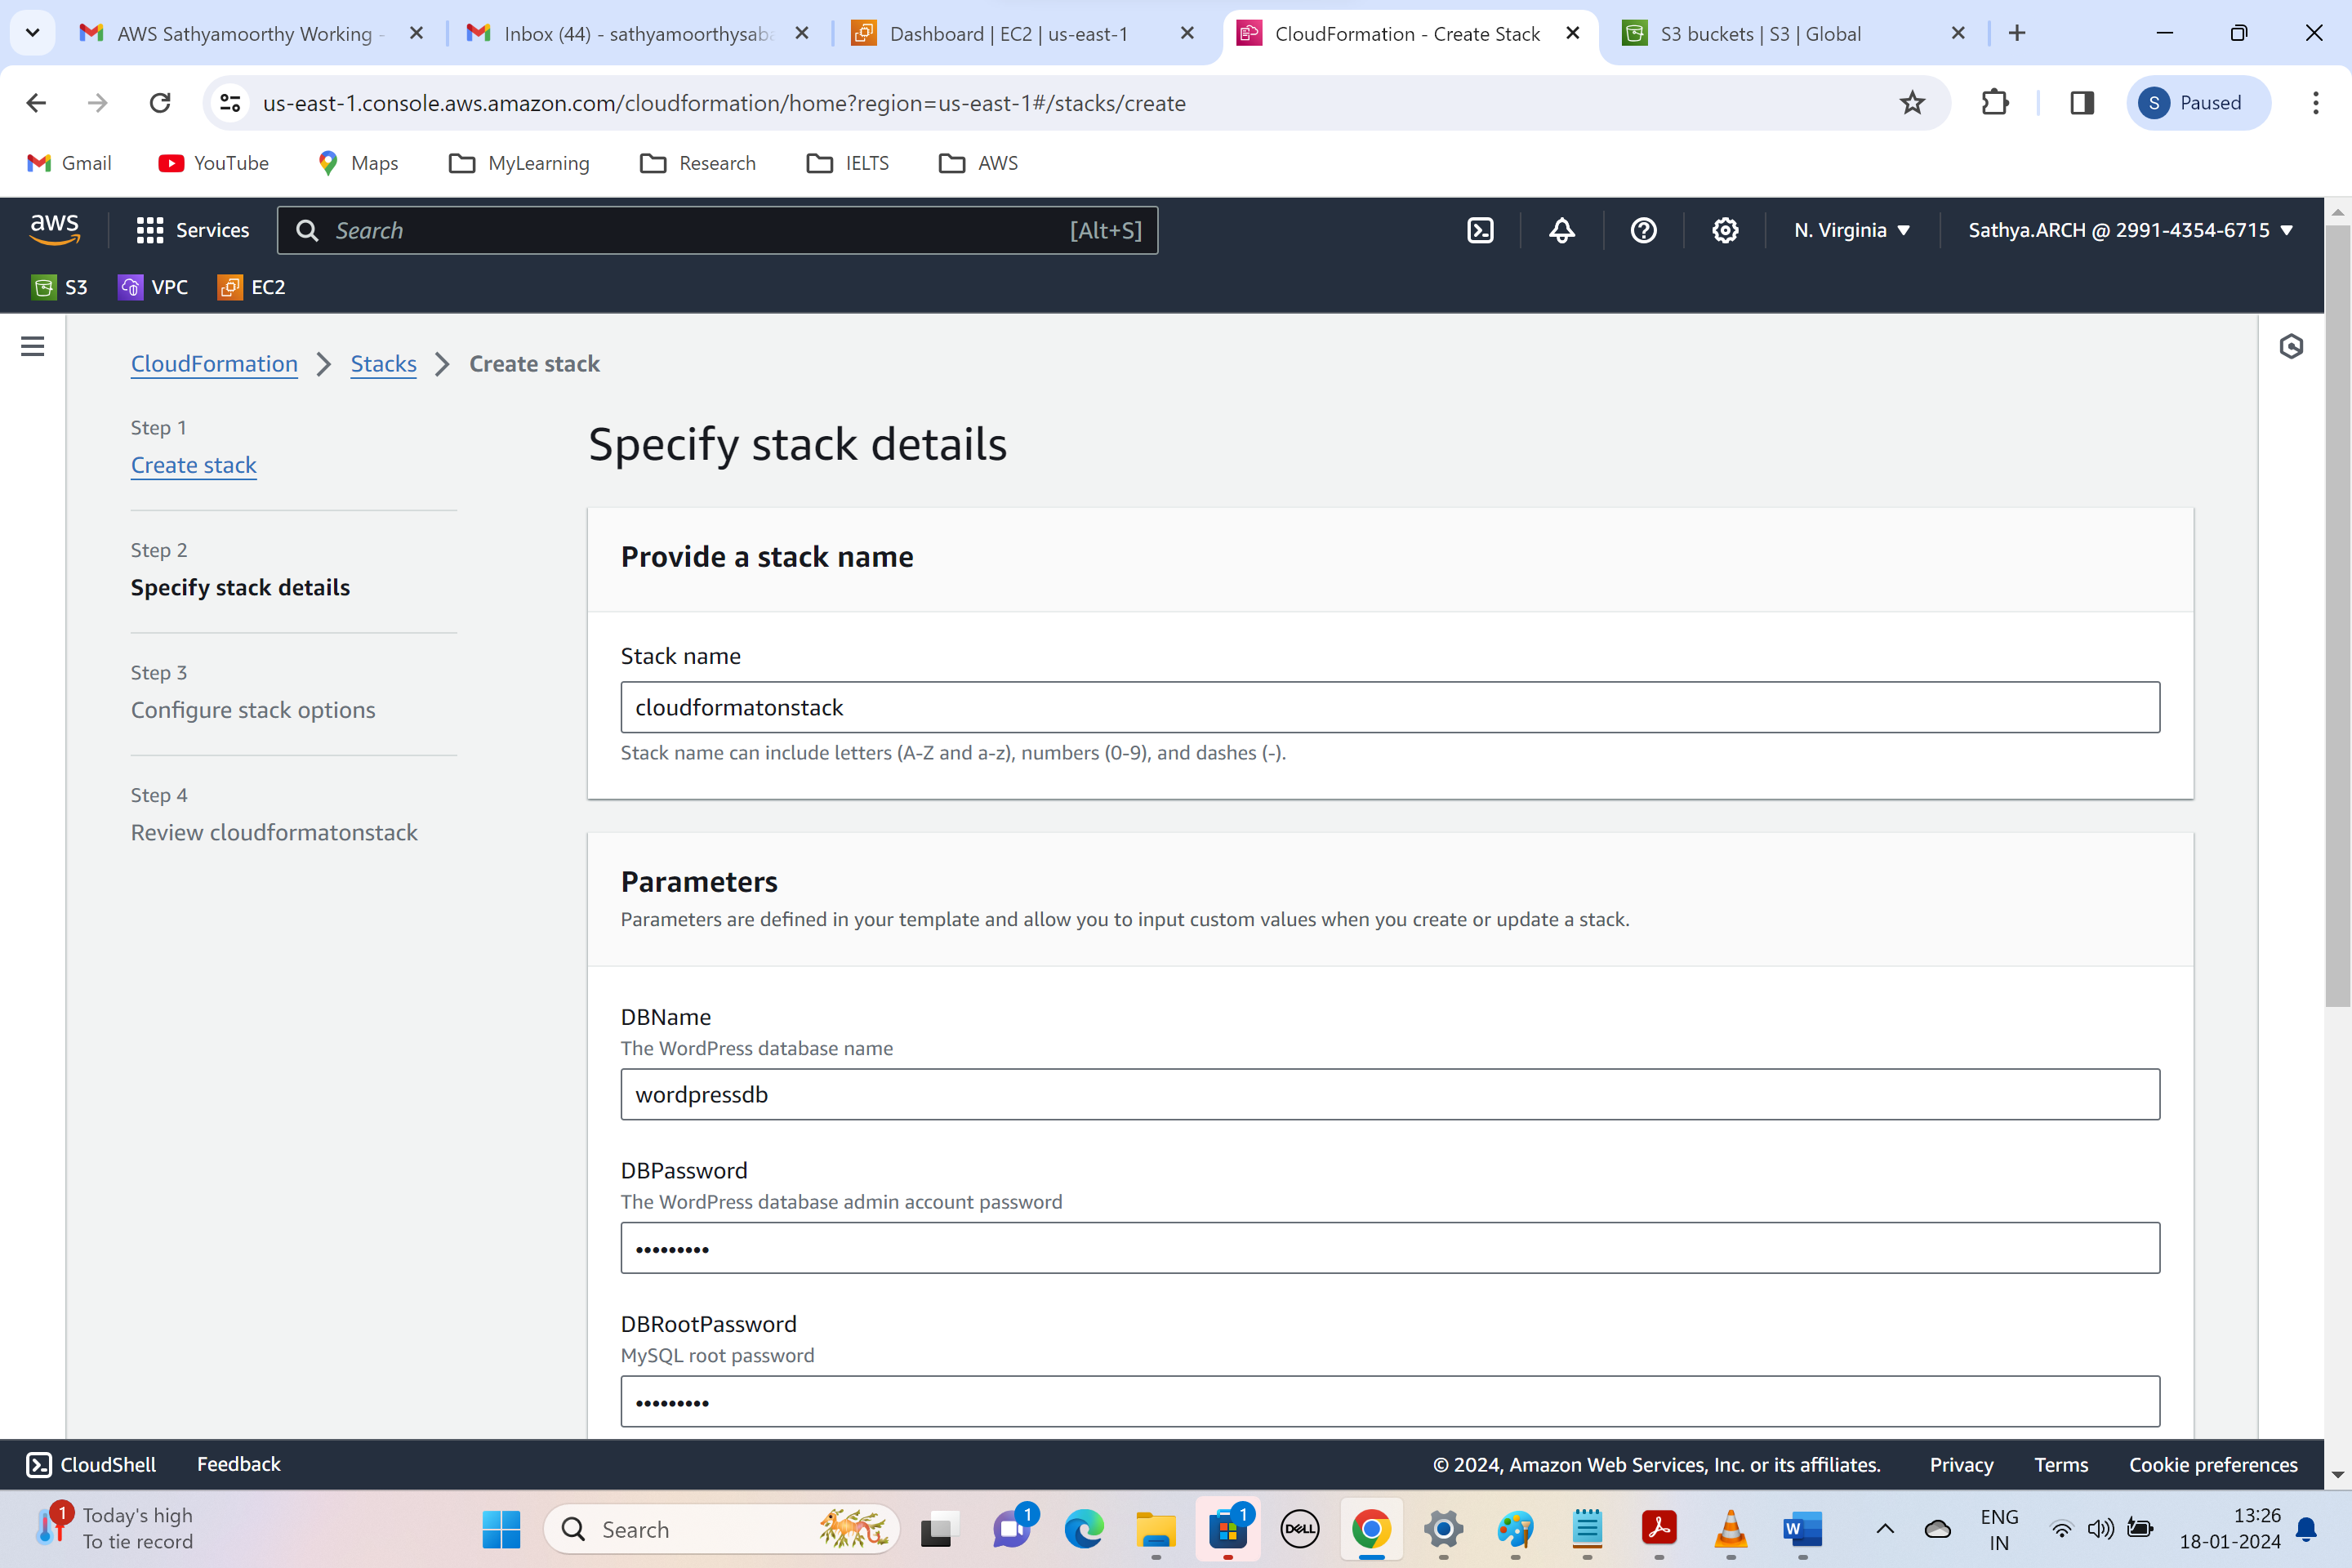 AWS Sathyamoorthy Working -
Inbox (44) - sathyamoorthysaba
Dashboard | EC2 | us-east-1
CloudFormation - Create Stack
S3 buckets | S3 | Global
us-east-1.console.aws.amazon.com/cloudformation/home?region=us-east-1#/stacks/create
S
Paused
Gmail
YouTube
Maps
MyLearning
Research
IELTS
AWS
aws
Services
Search
[Alt+S]
N. Virginia
Sathya.ARCH @ 2991-4354-6715
S3
VPC
EC2
CloudFormation
Stacks
Create stack
Step 1
Create stack
Step 2
Specify stack details
Step 3
Configure stack options
Step 4
Review cloudformatonstack
Specify stack details
Provide a stack name
Stack name
cloudformatonstack
Stack name can include letters (A-Z and a-z), numbers (0-9), and dashes (-).
Parameters
Parameters are defined in your template and allow you to input custom values when you create or update a stack.
DBName
The WordPress database name
wordpressdb
DBPassword
The WordPress database admin account password
•••••••••
DBRootPassword
MySQL root password
•••••••••
CloudShell
Feedback
© 2024, Amazon Web Services, Inc. or its affiliates.
Privacy
Terms
Cookie preferences
1
Today's high
To tie record
Search
1
1
DELL
W
ENG
IN
13:26
18-01-2024